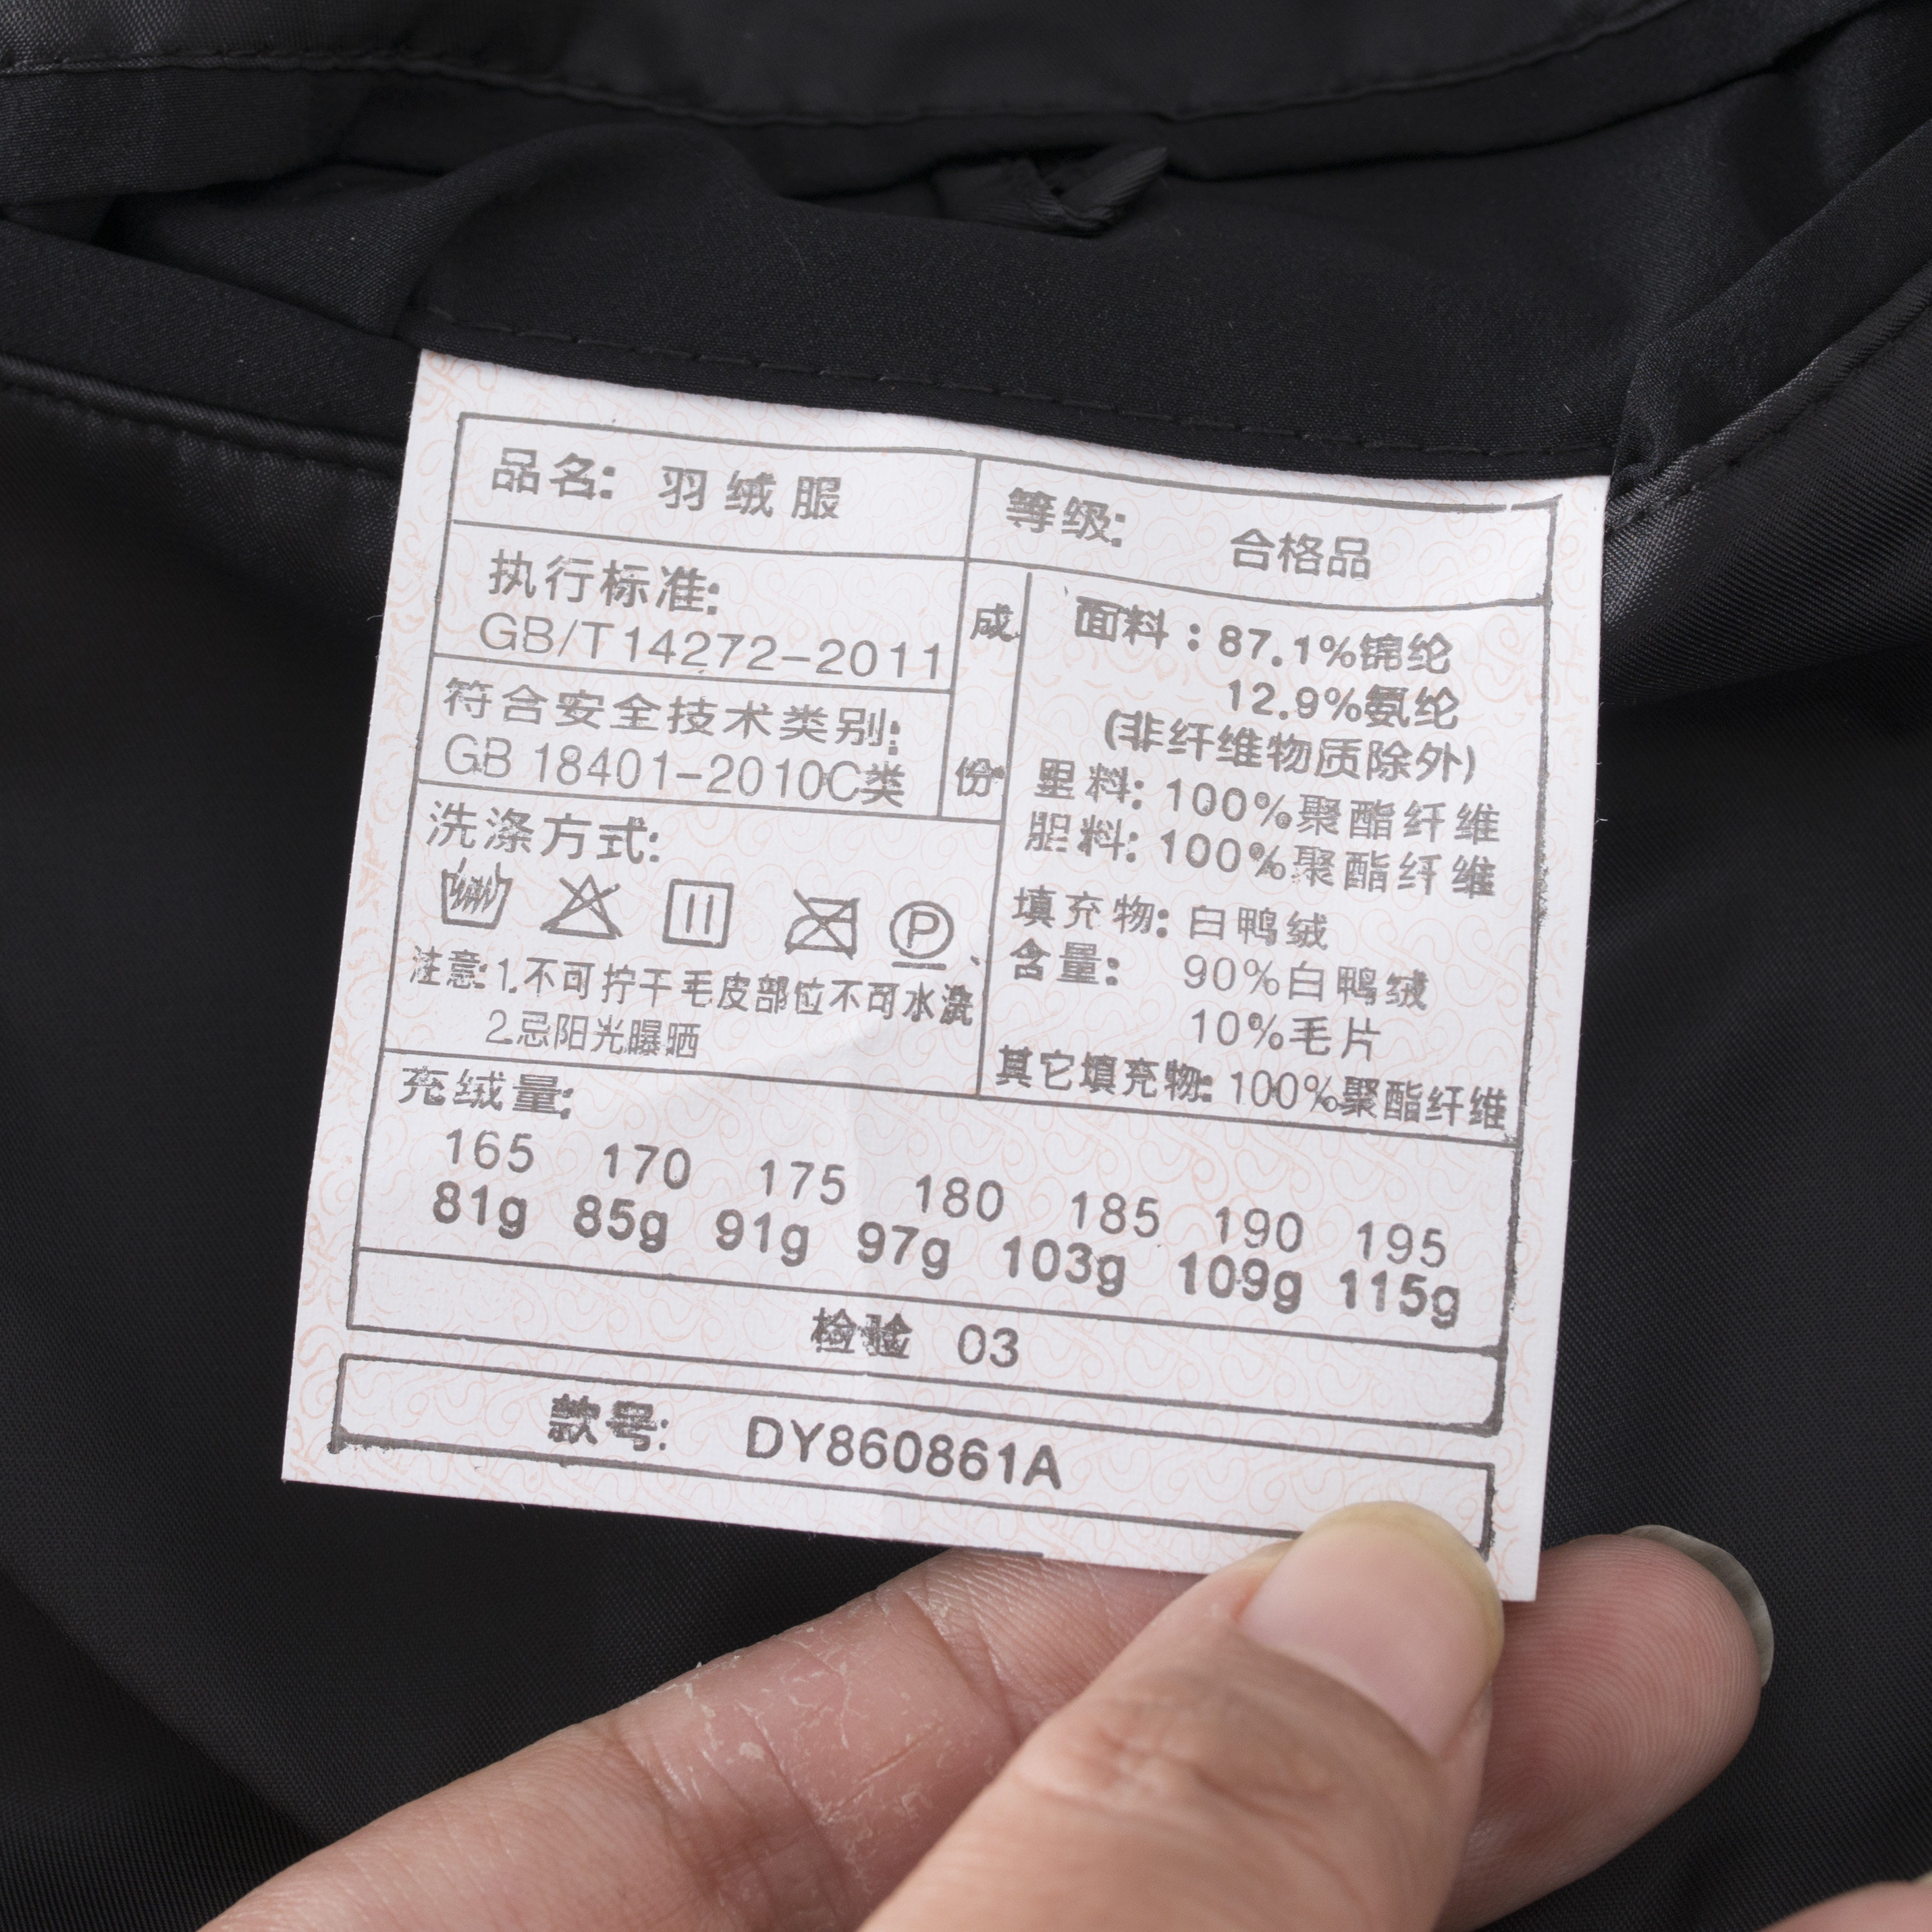 品名: 羽绒服
等级: 合格品
执行标准:
GB/T14272-2011
符合安全技术类别:
GB 18401-2010C类
洗涤方式:
P
注意:1.不可拧干毛皮部位不可水洗
2.忌阳光曝晒
成份
面料:87.1%锦纶
12.9%氨纶
(非纤维物质除外)
里料:100%聚酯纤维
胆料:100%聚酯纤维
填充物:白鸭绒
含量: 90%白鸭绒
10%毛片
其它填充物:100%聚酯纤维
充绒量:
165 170 175 180 185 190 195
81g 85g 91g 97g 103g 109g 115g
检验 03
款号: DY860861A